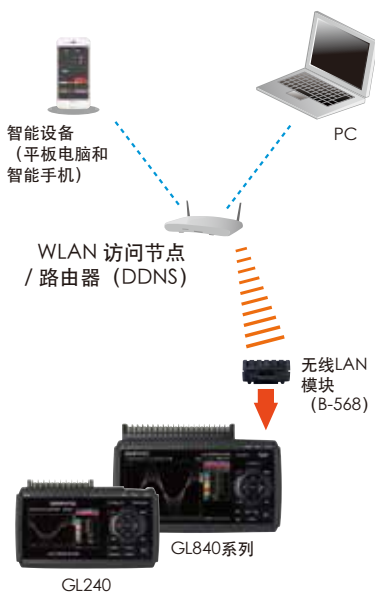 智能设备
（平板电脑和
智能手机）
PC
WLAN 访问节点
/ 路由器（DDNS）
无线LAN
模块
（B-568）
GL840系列
GL240